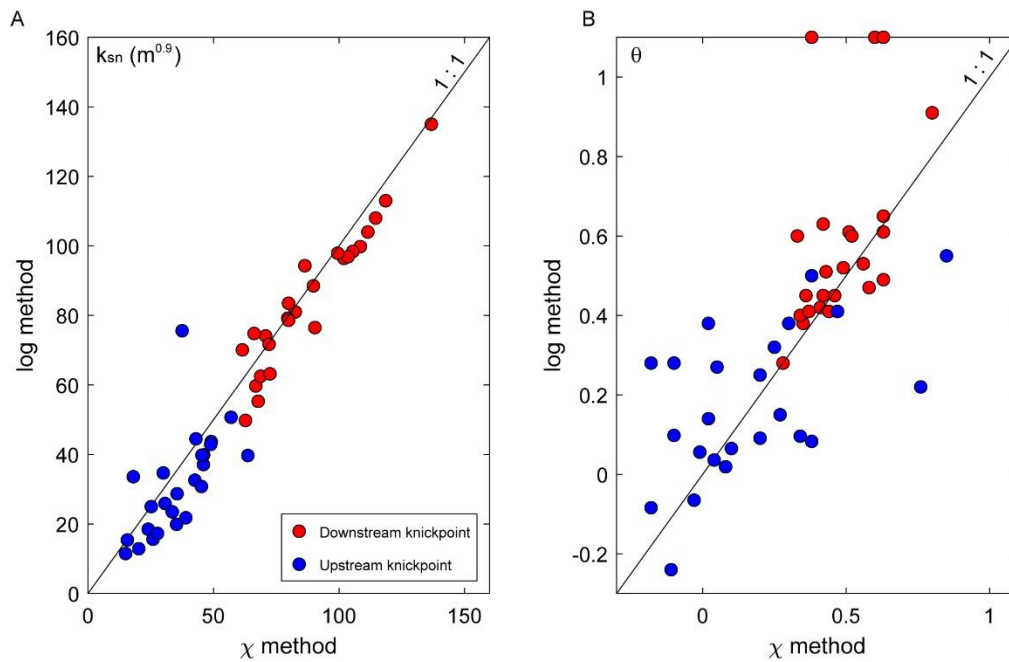 A
k_sn (m^0.9)
1 : 1
160
140
120
100
80
60
40
20
0
log method
Downstream knickpoint
Upstream knickpoint
0
50
100
150
χ method
B
θ
1 : 1
1
0.8
0.6
0.4
0.2
0
-0.2
log method
0
0.5
1
χ method